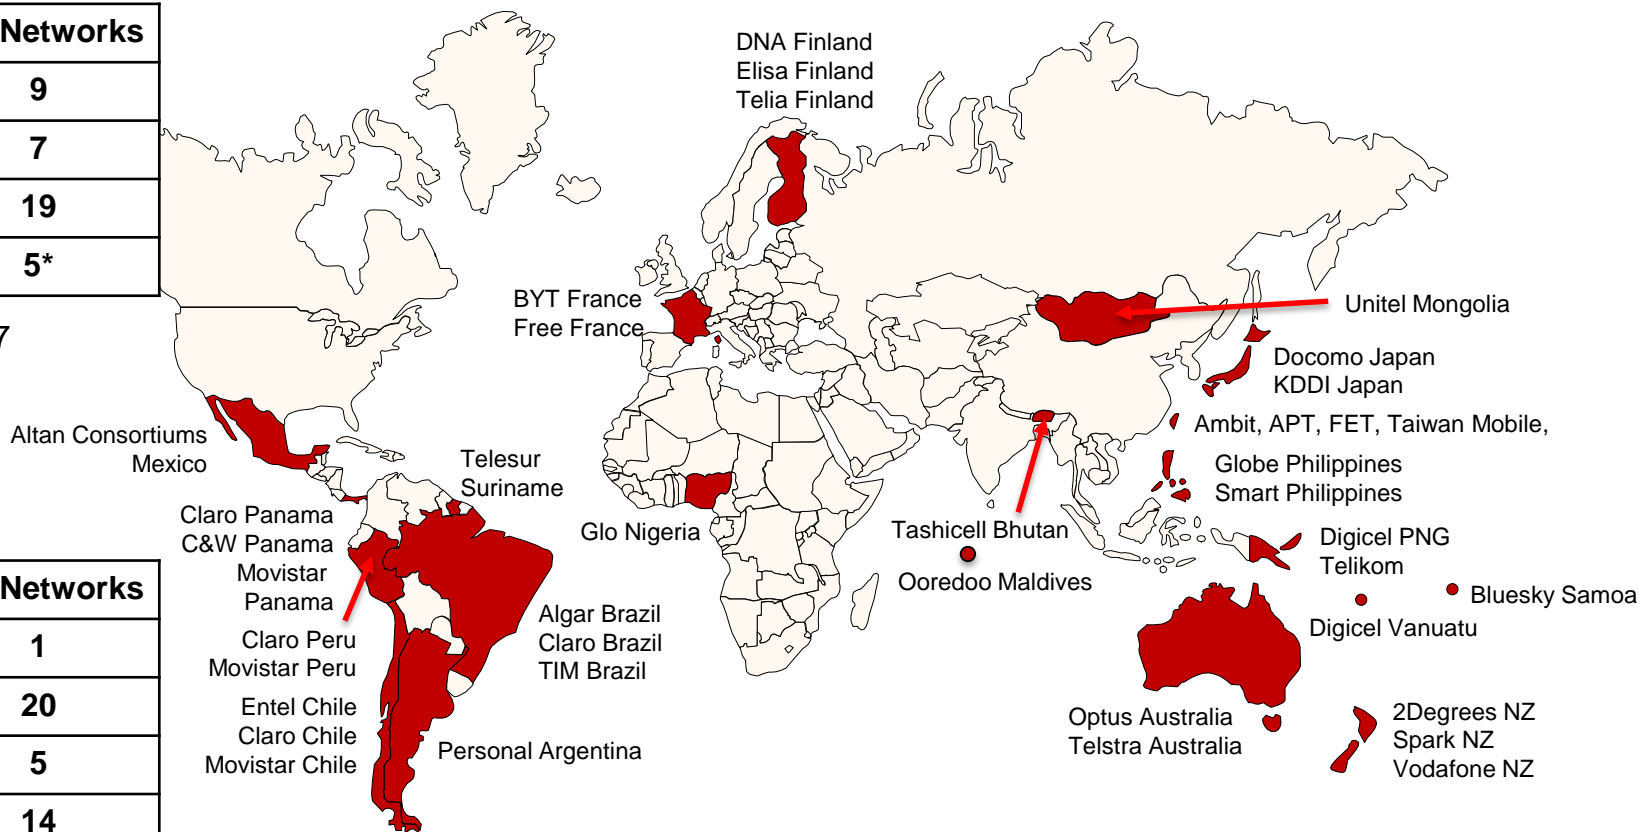 Networks
9
7
19
5*
7
Networks
1
20
5
14
DNA Finland
Elisa Finland
Telia Finland
BYT France
Free France
Unitel Mongolia
Docomo Japan
KDDI Japan
Ambit, APT, FET, Taiwan Mobile,
Globe Philippines
Smart Philippines
Altan Consortiums
Mexico
Telesur
Suriname
Claro Panama
C&W Panama
Movistar
Panama
Glo Nigeria
Tashicell Bhutan
Ooredoo Maldives
Digicel PNG
Telikom
Bluesky Samoa
Digicel Vanuatu
Claro Peru
Movistar Peru
Algar Brazil
Claro Brazil
TIM Brazil
Entel Chile
Claro Chile
Movistar Chile
Personal Argentina
Optus Australia
Telstra Australia
2Degrees NZ
Spark NZ
Vodafone NZ